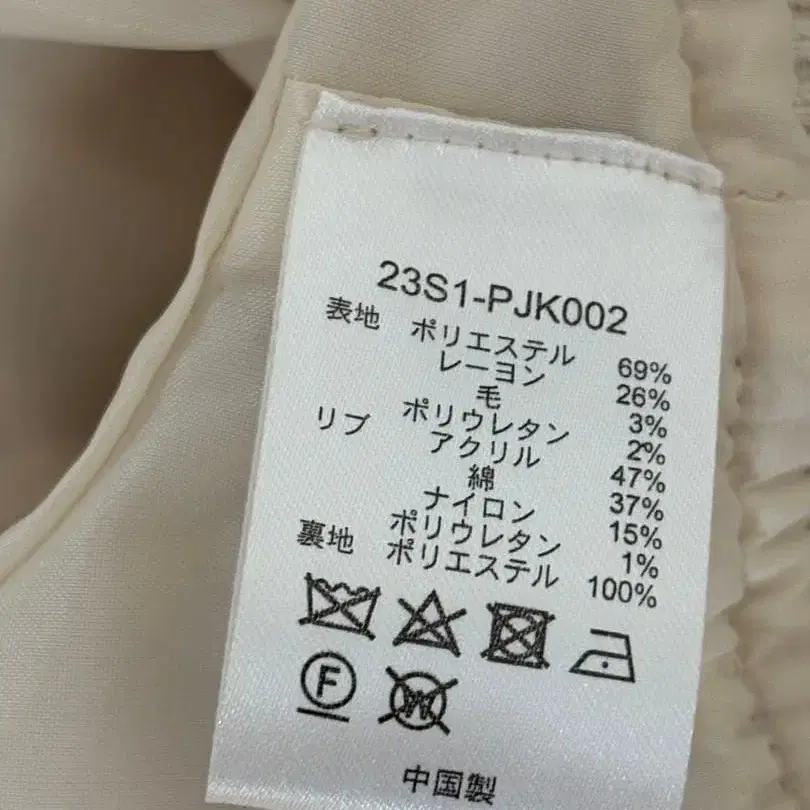 23S1-PJK002
表地 ポリエステル 69%
レーヨン 26%
毛 3%
ポリウレタン 2%
リブ アクリル 47%
綿 37%
ナイロン 15%
ポリウレタン 1%
裏地 ポリエステル 100%
F
W
中国製